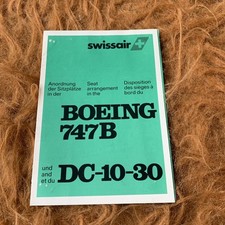 swissair
Anordnung
der Sitzplätze
in der
Seat
arrangement
in the
Disposition
des sièges à
bord du
BOEING
747B
und
and
et du
DC-10-30